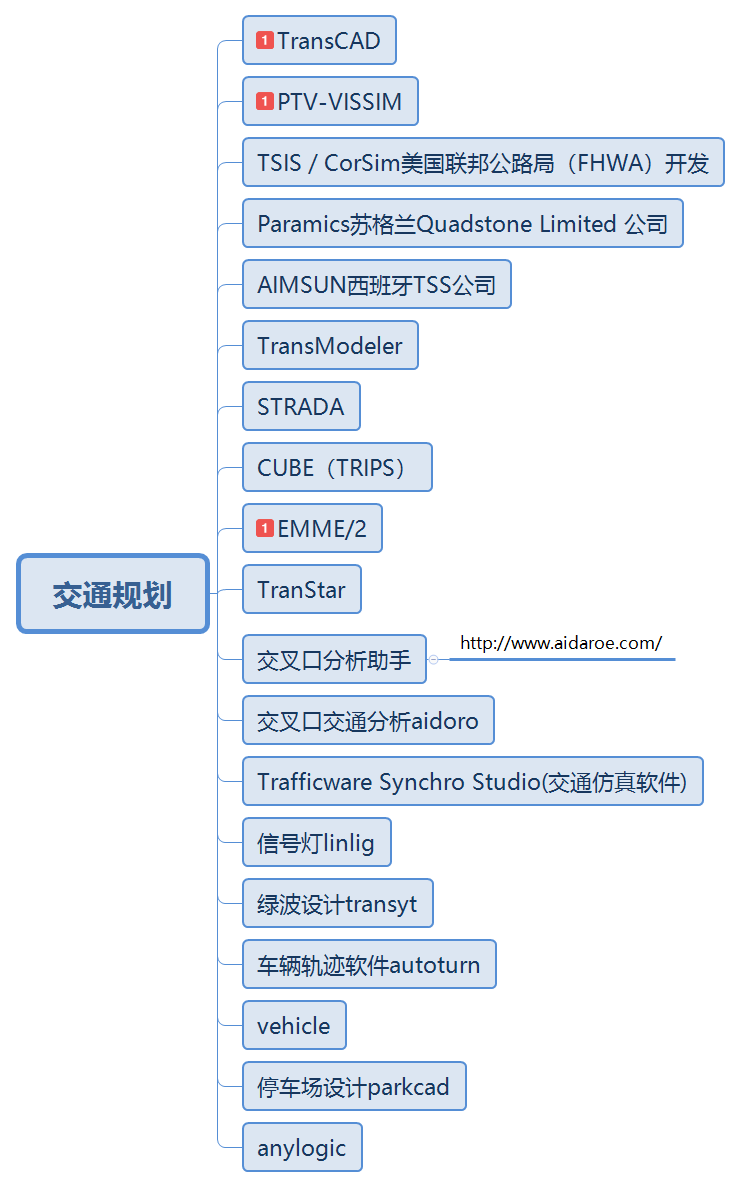 1 TransCAD
1 PTV-VISSIM
TSIS / CorSim美国联邦公路局（FHWA）开发
Paramics苏格兰Quadstone Limited 公司
AIMSUN西班牙TSS公司
TransModeler
STRADA
CUBE（TRIPS）
1 EMME/2
交通规划
TranStar
交叉口分析助手
http://www.aidaroe.com/
交叉口交通分析aidoro
Trafficware Synchro Studio(交通仿真软件)
信号灯linlig
绿波设计transyt
车辆轨迹软件autoturn
vehicle
停车场设计parkcad
anylogic